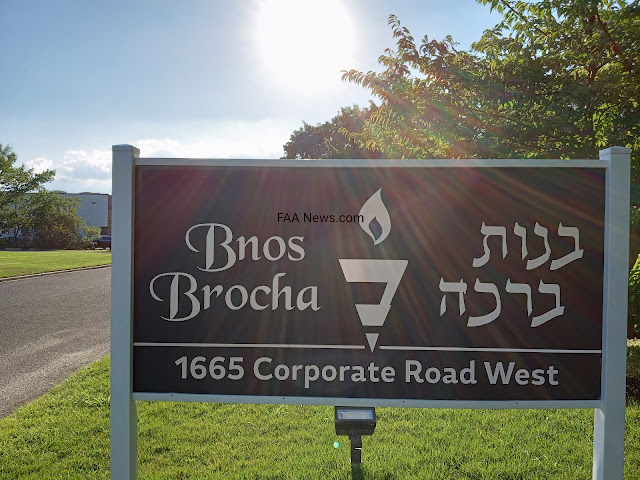 FAA News.com
Bnos
Brocha
בנות
ברכה
1665 Corporate Road West